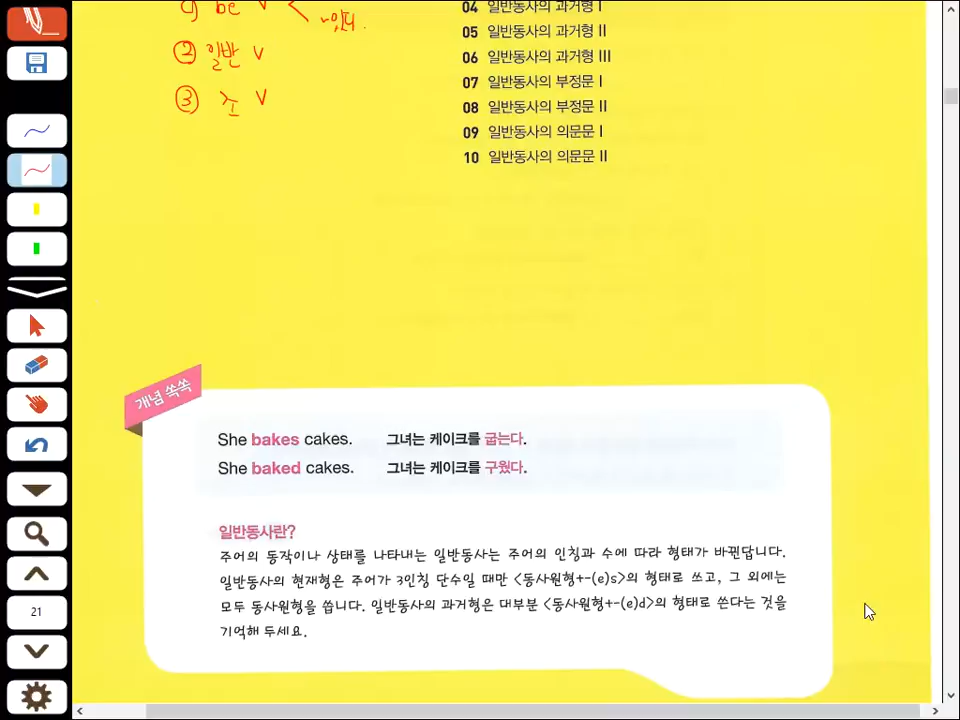 ① be V
~있다.
② 일반 V
③ 조 V
04 일반동사의 과거형 I
05 일반동사의 과거형 II
06 일반동사의 과거형 III
07 일반동사의 부정문 I
08 일반동사의 부정문 II
09 일반동사의 의문문 I
10 일반동사의 의문문 II
개념 쏙쏙
She bakes cakes. 그녀는 케이크를 굽는다.
She baked cakes. 그녀는 케이크를 구웠다.
일반동사란?
주어의 동작이나 상태를 나타내는 일반동사는 주어의 인칭과 수에 따라 형태가 바뀐답니다.
일반동사의 현재형은 주어가 3인칭 단수일 때만 <동사원형+-(e)s>의 형태로 쓰고, 그 외에는
모두 동사원형을 씁니다. 일반동사의 과거형은 대부분 <동사원형+-(e)d>의 형태로 쓴다는 것을
기억해 두세요.
21